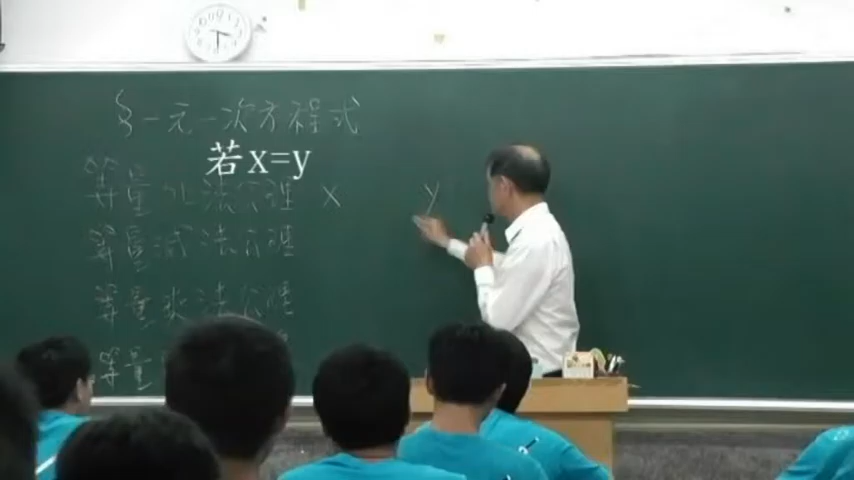 §一元一次方程式
若x=y
等量加法公理 x y
等量減法公理
等量乘法公理
等量